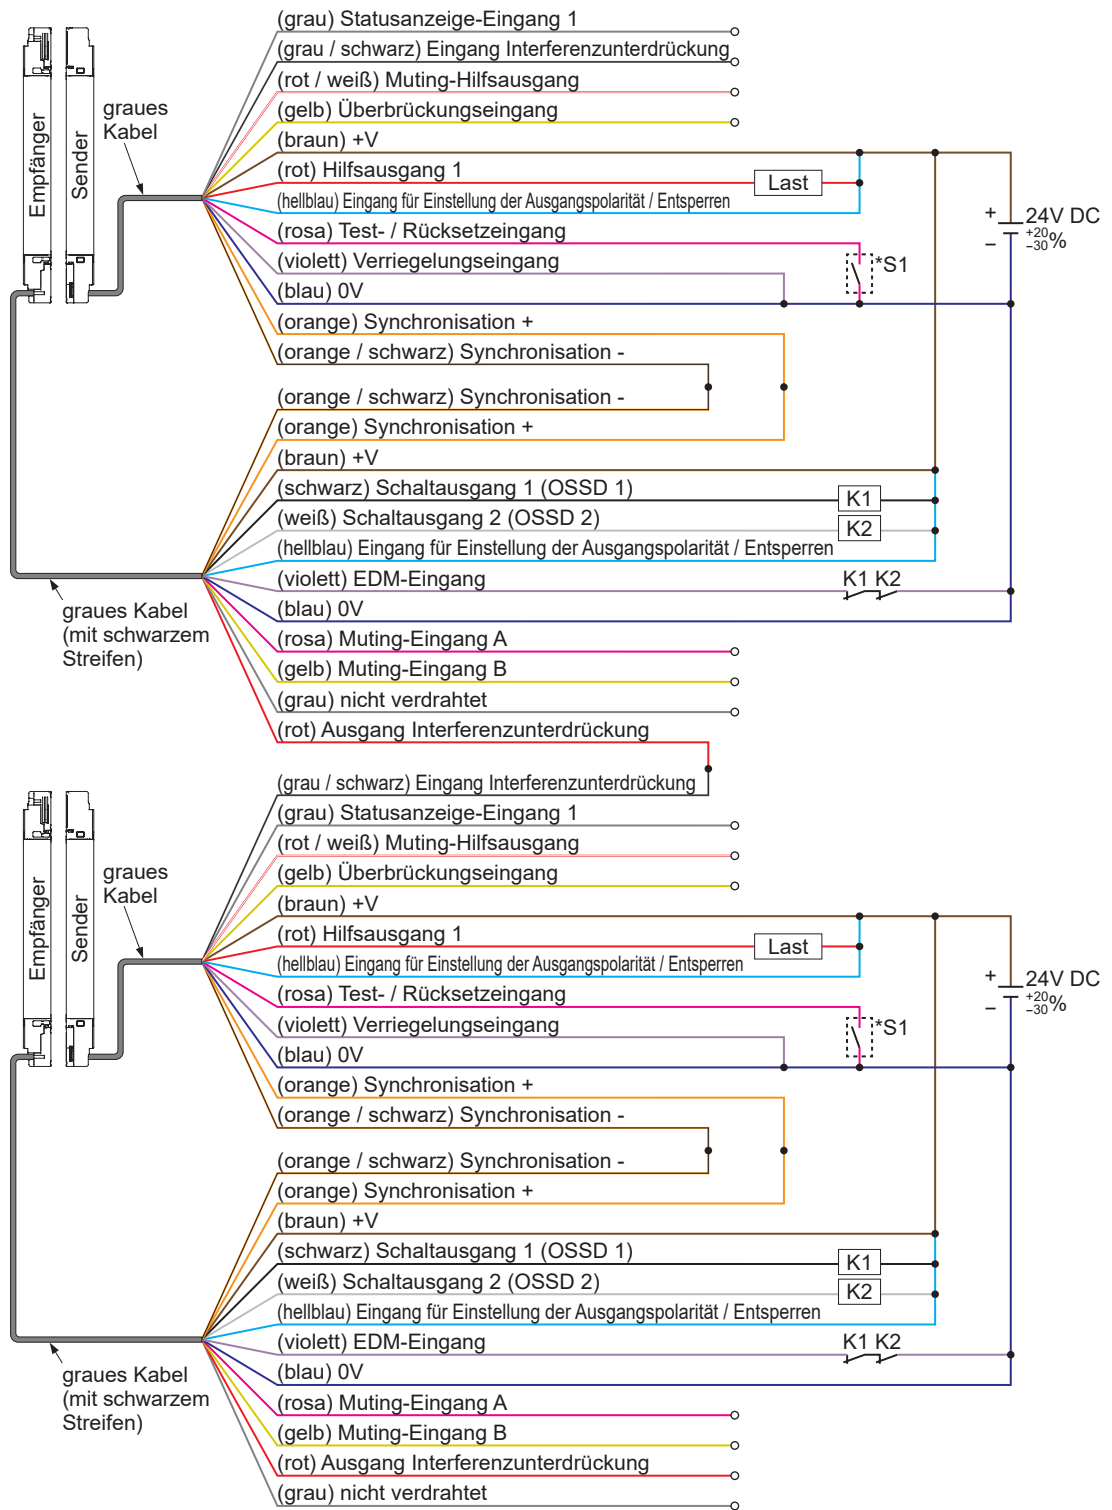 (grau) Statusanzeige-Eingang 1
(grau / schwarz) Eingang Interferenzunterdrückung
(rot / weiß) Muting-Hilfsausgang
(gelb) Überbrückungseingang
(braun) +V
(rot) Hilfsausgang 1
Last
(hellblau) Eingang für Einstellung der Ausgangspolarität / Entsperren
(rosa) Test- / Rücksetzeingang
(violett) Verriegelungseingang
(blau) 0V
(orange) Synchronisation +
(orange / schwarz) Synchronisation -
graues
Kabel
Empfänger
Sender
+
−
24V DC
+20
−30 %
*S1
(orange / schwarz) Synchronisation -
(orange) Synchronisation +
(braun) +V
(schwarz) Schaltausgang 1 (OSSD 1)
K1
(weiß) Schaltausgang 2 (OSSD 2)
K2
(hellblau) Eingang für Einstellung der Ausgangspolarität / Entsperren
(violett) EDM-Eingang
K1 K2
(blau) 0V
(rosa) Muting-Eingang A
(gelb) Muting-Eingang B
(grau) nicht verdrahtet
(rot) Ausgang Interferenzunterdrückung
graues Kabel
(mit schwarzem
Streifen)
(grau / schwarz) Eingang Interferenzunterdrückung
(grau) Statusanzeige-Eingang 1
(rot / weiß) Muting-Hilfsausgang
(gelb) Überbrückungseingang
(braun) +V
(rot) Hilfsausgang 1
Last
(hellblau) Eingang für Einstellung der Ausgangspolarität / Entsperren
(rosa) Test- / Rücksetzeingang
(violett) Verriegelungseingang
(blau) 0V
(orange) Synchronisation +
(orange / schwarz) Synchronisation -
graues
Kabel
Empfänger
Sender
+
−
24V DC
+20
−30 %
*S1
(orange / schwarz) Synchronisation -
(orange) Synchronisation +
(braun) +V
(schwarz) Schaltausgang 1 (OSSD 1)
K1
(weiß) Schaltausgang 2 (OSSD 2)
K2
(hellblau) Eingang für Einstellung der Ausgangspolarität / Entsperren
(violett) EDM-Eingang
K1 K2
(blau) 0V
(rosa) Muting-Eingang A
(gelb) Muting-Eingang B
(rot) Ausgang Interferenzunterdrückung
(grau) nicht verdrahtet
graues Kabel
(mit schwarzem
Streifen)